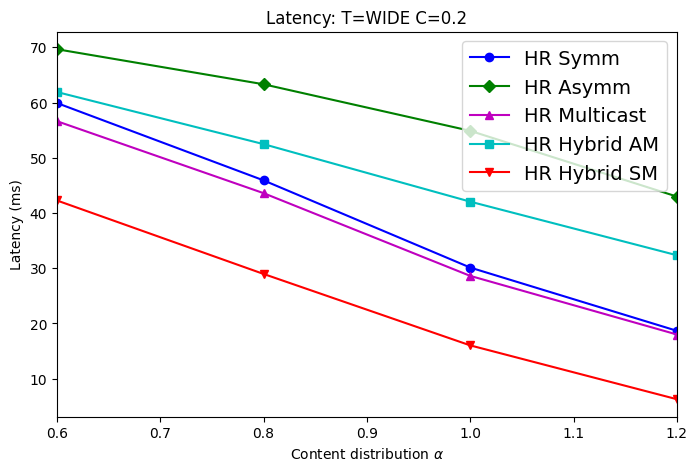 Latency: T=WIDE C=0.2
70
60
50
40
30
20
10
Latency (ms)
HR Symm
HR Asymm
HR Multicast
HR Hybrid AM
HR Hybrid SM
0.6 0.7 0.8 0.9 1.0 1.1 1.2
Content distribution α